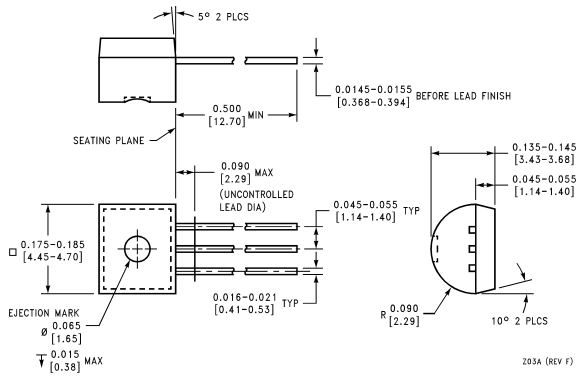 5° 2 PLCS
0.0145-0.0155
[0.368-0.394] BEFORE LEAD FINISH
0.500
[12.70] MIN
SEATING PLANE
0.090
[2.29] MAX
(UNCONTROLLED
LEAD DIA)
0.135-0.145
[3.43-3.68]
0.045-0.055
[1.14-1.40]
0.045-0.055
[1.14-1.40] TYP
□ 0.175-0.185
[4.45-4.70]
0.016-0.021
[0.41-0.53] TYP
R 0.090
[2.29]
10° 2 PLCS
EJECTION MARK
Ø 0.065
[1.65]
↧ 0.015
[0.38] MAX
Z03A (REV F)